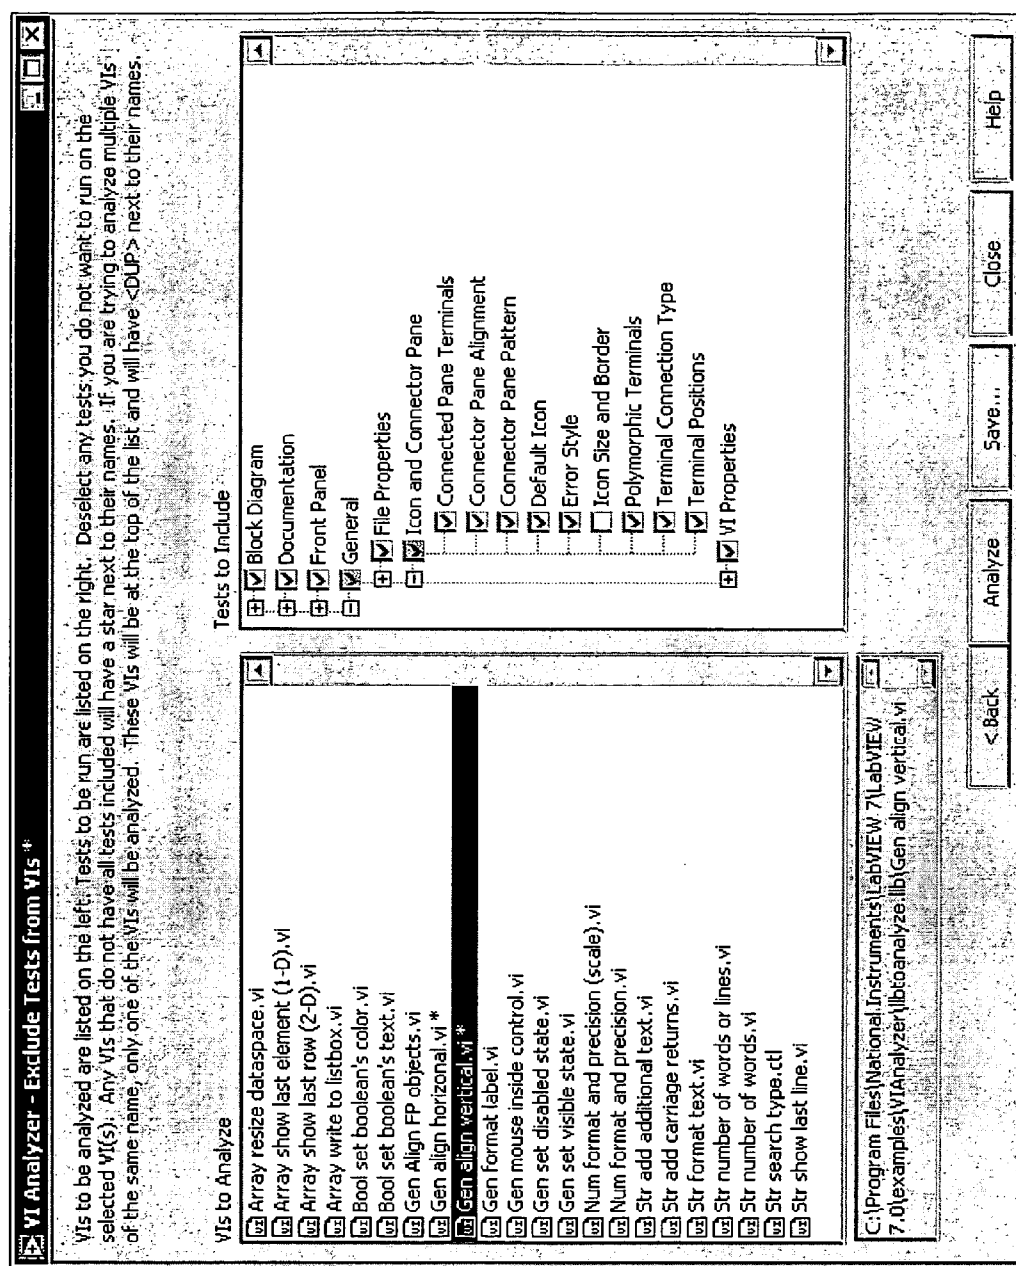 VI Analyzer - Exclude Tests from VIs *
VIs to be analyzed are listed on the left. Tests to be run are listed on the right. Deselect any tests you do not want to run on the
selected VI(s). Any VIs that do not have all tests included will have a star next to their names. If you are trying to analyze multiple VIs
of the same name, only one of the VIs will be analyzed. These VIs will be at the top of the list and will have <DUP> next to their names.
VIs to Analyze
Array resize dataspace.vi
Array show last element (1-D).vi
Array show last row (2-D).vi
Array write to listbox.vi
Bool set boolean's color.vi
Bool set boolean's text.vi
Gen Align FP objects.vi
Gen align horizonal.vi *
Gen align vertical.vi *
Gen format label.vi
Gen mouse inside control.vi
Gen set disabled state.vi
Gen set visible state.vi
Num format and precision (scale).vi
Num format and precision.vi
Str add additional text.vi
Str add carriage returns.vi
Str format text.vi
Str number of words or lines.vi
Str number of words.vi
Str search type.ctl
Str show last line.vi
C:\Program Files\National Instruments\LabVIEW 7\LabVIEW
7.0\examples\VIAnalyzer\libtoanalyze.llb\Gen align vertical.vi
Tests to Include
Block Diagram
Documentation
Front Panel
General
File Properties
Icon and Connector Pane
Connected Pane Terminals
Connector Pane Alignment
Connector Pane Pattern
Default Icon
Error Style
Icon Size and Border
Polymorphic Terminals
Terminal Connection Type
Terminal Positions
VI Properties
< Back
Analyze
Save...
Close
Help